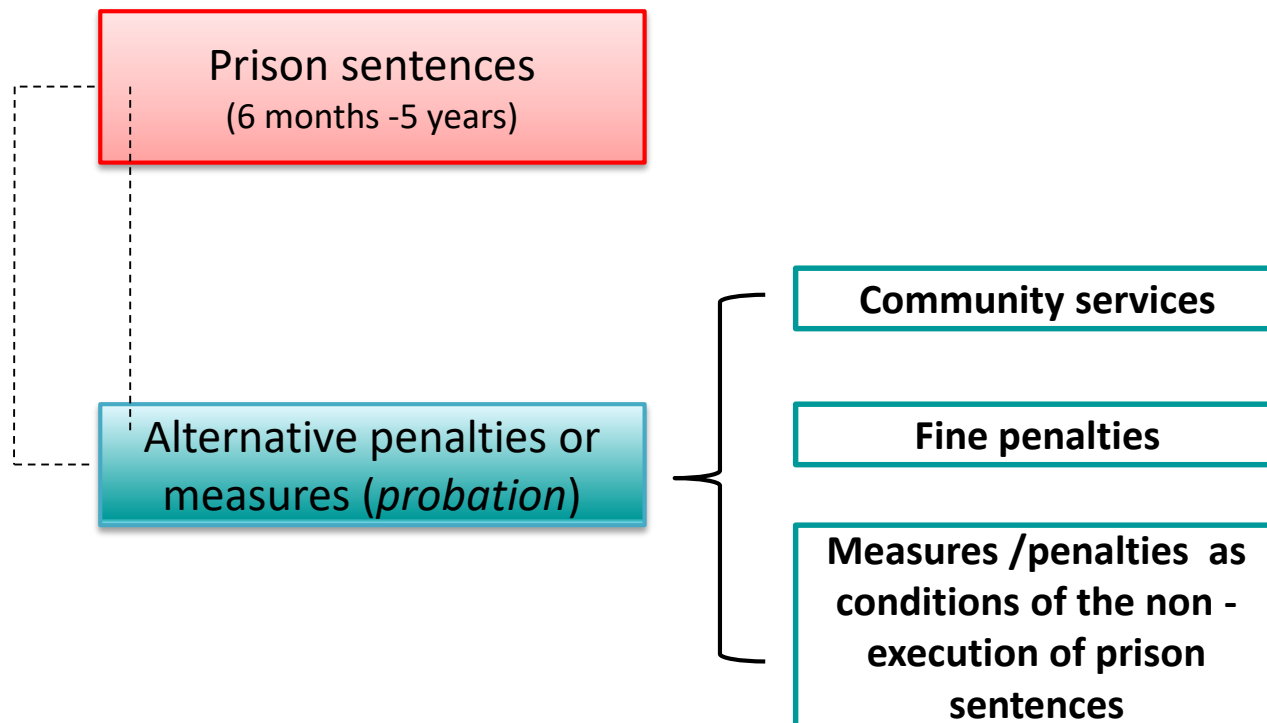 Prison sentences
(6 months -5 years)
Alternative penalties or
measures (probation)
Community services
Fine penalties
Measures /penalties as
conditions of the non -
execution of prison
sentences